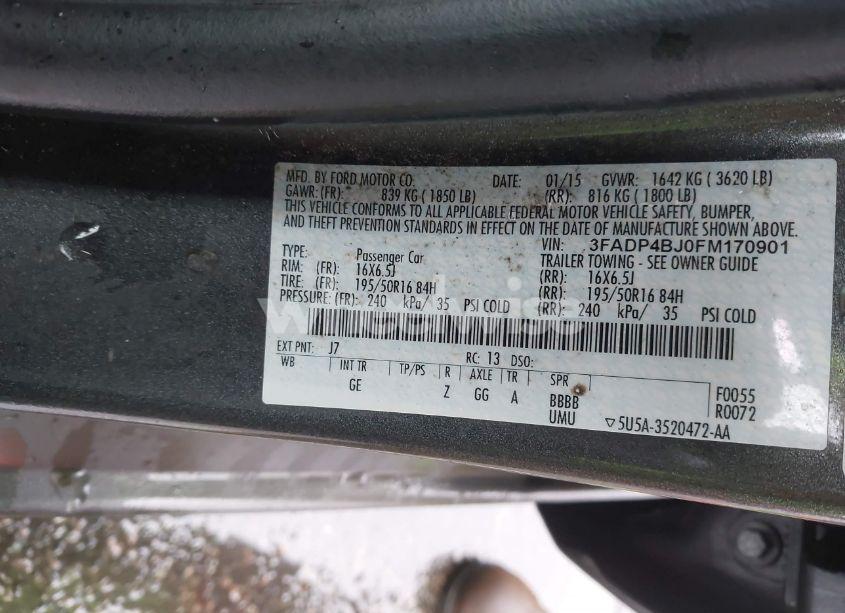 MFD. BY FORD MOTOR CO. DATE: 01/15 GVWR: 1642 KG ( 3620 LB)
GAWR: (FR): 839 KG ( 1850 LB) (RR): 816 KG ( 1800 LB)
THIS VEHICLE CONFORMS TO ALL APPLICABLE FEDERAL MOTOR VEHICLE SAFETY, BUMPER,
AND THEFT PREVENTION STANDARDS IN EFFECT ON THE DATE OF MANUFACTURE SHOWN ABOVE.
VIN: 3FADP4BJ0FM170901
TYPE: Passenger Car TRAILER TOWING - SEE OWNER GUIDE
RIM: (FR): 16X6.5J (RR): 16X6.5J
TIRE: (FR): 195/50R16 84H (RR): 195/50R16 84H
PRESSURE: (FR): 240 kPa/ 35 PSI COLD (RR): 240 kPa/ 35 PSI COLD
EXT PNT: J7 RC: 13 DSO:
WB INT TR TP/PS R AXLE TR SPR
GE Z GG A BBBB F0055
UMU R0072
▽5U5A-3520472-AA